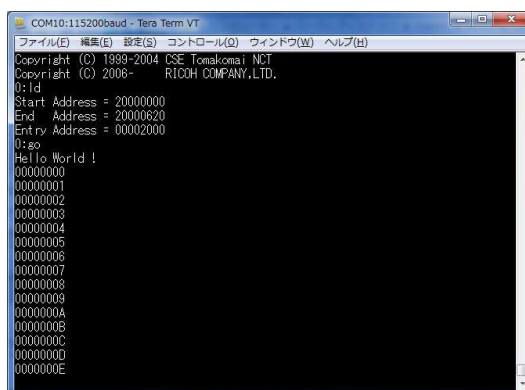 COM10:115200baud - Tera Term VT
ファイル(F) 編集(E) 設定(S) コントロール(O) ウィンドウ(W) ヘルプ(H)
Copyright (C) 1999-2004 CSE Tomakomai NCT
Copyright (C) 2006- RICOH COMPANY,LTD.
0:ld
Start Address = 20000000
End Address = 20000620
Entry Address = 00002000
0:go
Hello World !
00000000
00000001
00000002
00000003
00000004
00000005
00000006
00000007
00000008
00000009
0000000A
0000000B
0000000C
0000000D
0000000E